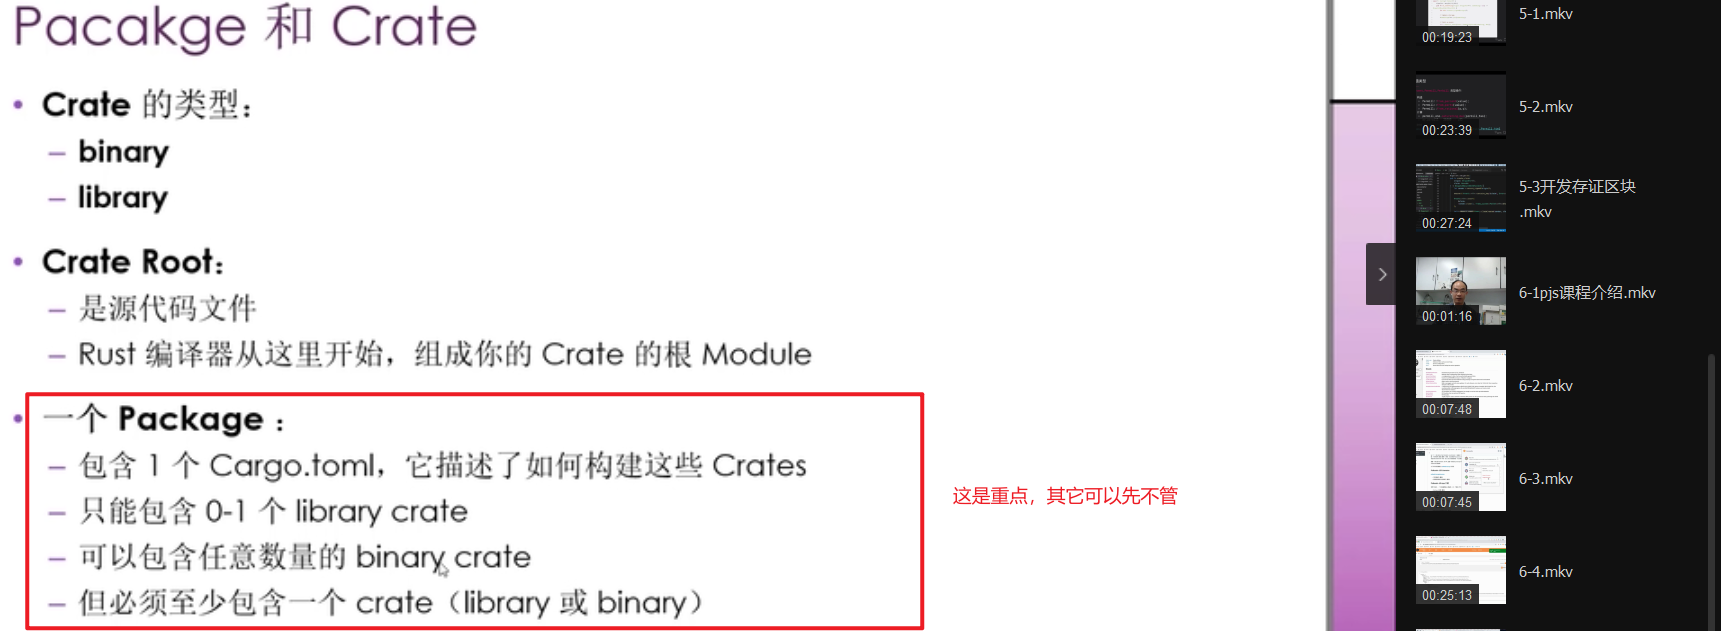 Pacakge 和 Crate
• Crate 的类型：
– binary
– library
• Crate Root：
– 是源代码文件
– Rust 编译器从这里开始，组成你的 Crate 的根 Module
• 一个 Package ：
– 包含 1 个 Cargo.toml，它描述了如何构建这些 Crates
– 只能包含 0-1 个 library crate
– 可以包含任意数量的 binary crate
– 但必须至少包含一个 crate（library 或 binary）
这是重点，其它可以先不管
00:19:23
5-1.mkv
00:23:39
5-2.mkv
00:27:24
5-3开发存证区块
.mkv
00:01:16
6-1pjs课程介绍.mkv
00:07:48
6-2.mkv
00:07:45
6-3.mkv
00:25:13
6-4.mkv